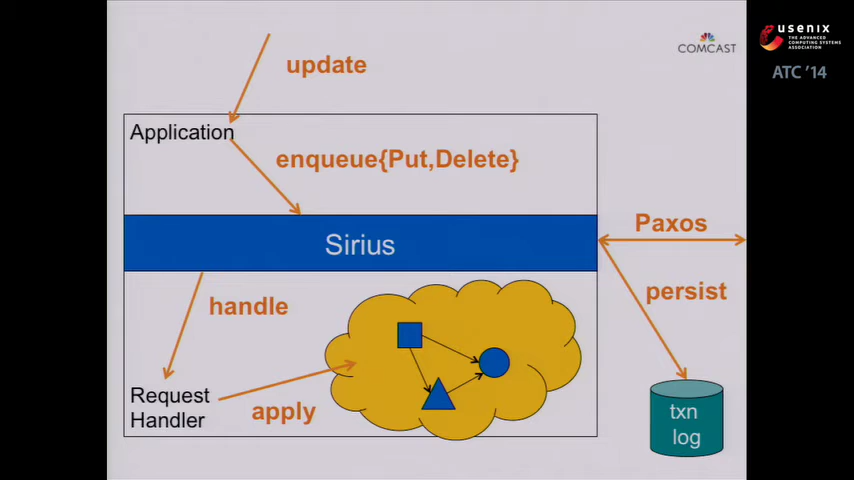 update
COMCAST
usenix
THE ADVANCED
COMPUTING SYSTEMS
ASSOCIATION
ATC '14
Application
enqueue{Put,Delete}
Sirius
Paxos
handle
persist
Request
Handler
apply
txn
log